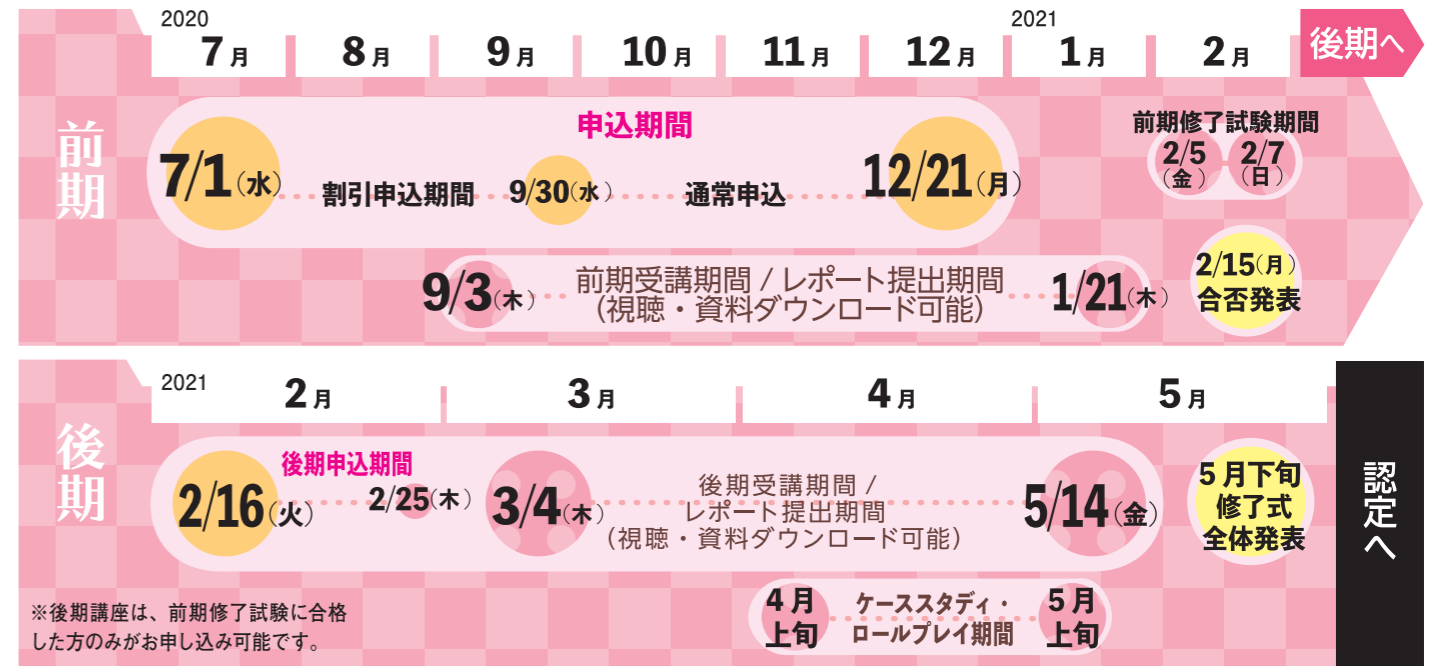 2020
2021
7月
8月
9月
10月
11月
12月
1月
2月
後期へ
前期
申込期間
7/1(水)
割引申込期間
9/30(水)
通常申込
12/21(月)
前期修了試験期間
2/5
(金)
2/7
(日)
9/3(木)
前期受講期間 / レポート提出期間
(視聴・資料ダウンロード可能)
1/21(木)
2/15(月)
合否発表
後期
2021
2月
3月
4月
5月
後期申込期間
2/16(火)
2/25(木)
3/4(木)
後期受講期間 /
レポート提出期間
(視聴・資料ダウンロード可能)
5/14(金)
5月下旬
修了式
全体発表
認定へ
4月
上旬
ケーススタディ・
ロールプレイ期間
5月
上旬
※後期講座は、前期修了試験に合格
した方のみがお申し込み可能です。